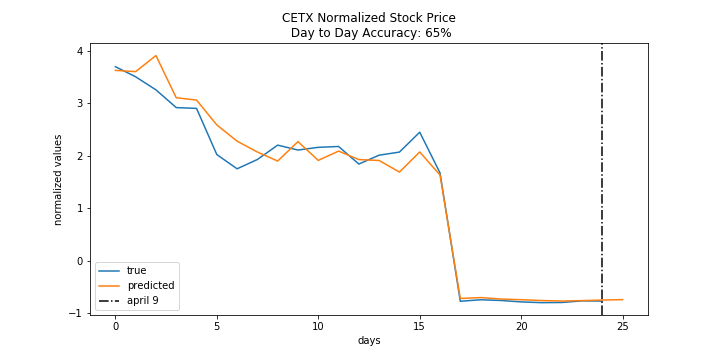 CETX Normalized Stock Price
Day to Day Accuracy: 65%
normalized values
4
3
2
1
0
−1
true
predicted
april 9
0
5
10
15
20
25
days